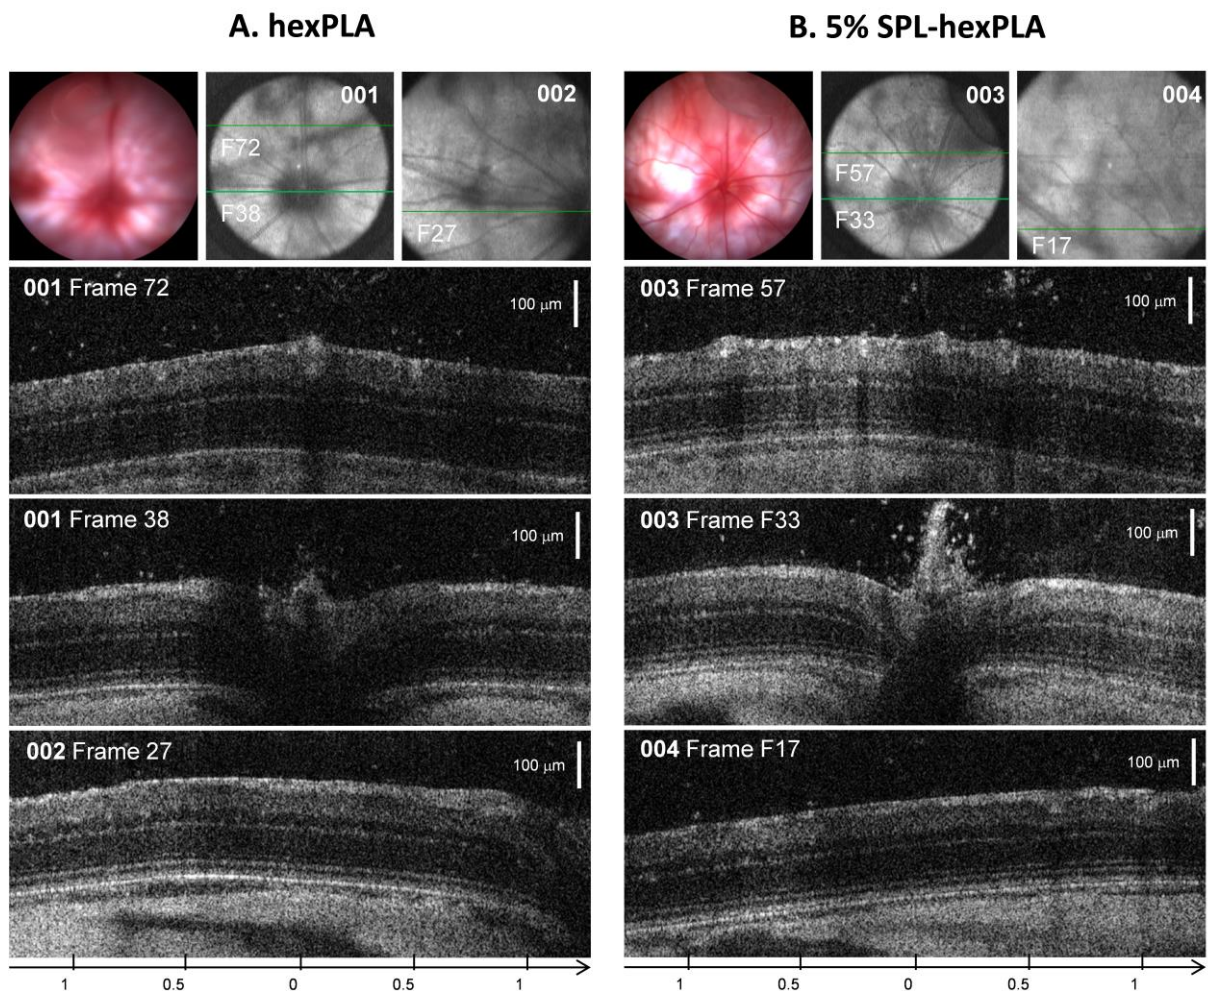 A. hexPLA
B. 5% SPL-hexPLA
001
F72
F38
002
F27
003
F57
F33
004
F17
001 Frame 72
100 μm
003 Frame 57
100 μm
001 Frame 38
100 μm
003 Frame F33
100 μm
002 Frame 27
100 μm
004 Frame F17
100 μm
1 0.5 0 0.5 1
1 0.5 0 0.5 1